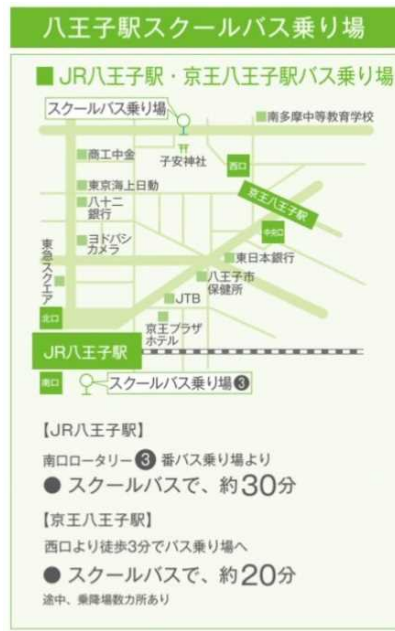 八王子駅スクールバス乗り場
■JR八王子駅・京王八王子駅バス乗り場
スクールバス乗り場
南多摩中等教育学校
商工中金
子安神社
西口
東京海上日動
京王八王子駅
八十二
銀行
中央口
ヨドバシ
カメラ
東急スクエア
東日本銀行
八王子市
保健所
JTB
北口
京王プラザ
ホテル
JR八王子駅
南口
スクールバス乗り場❸
【JR八王子駅】
南口ロータリー❸番バス乗り場より
●スクールバスで、約30分
【京王八王子駅】
西口より徒歩3分でバス乗り場へ
●スクールバスで、約20分
途中、乗降場数カ所あり